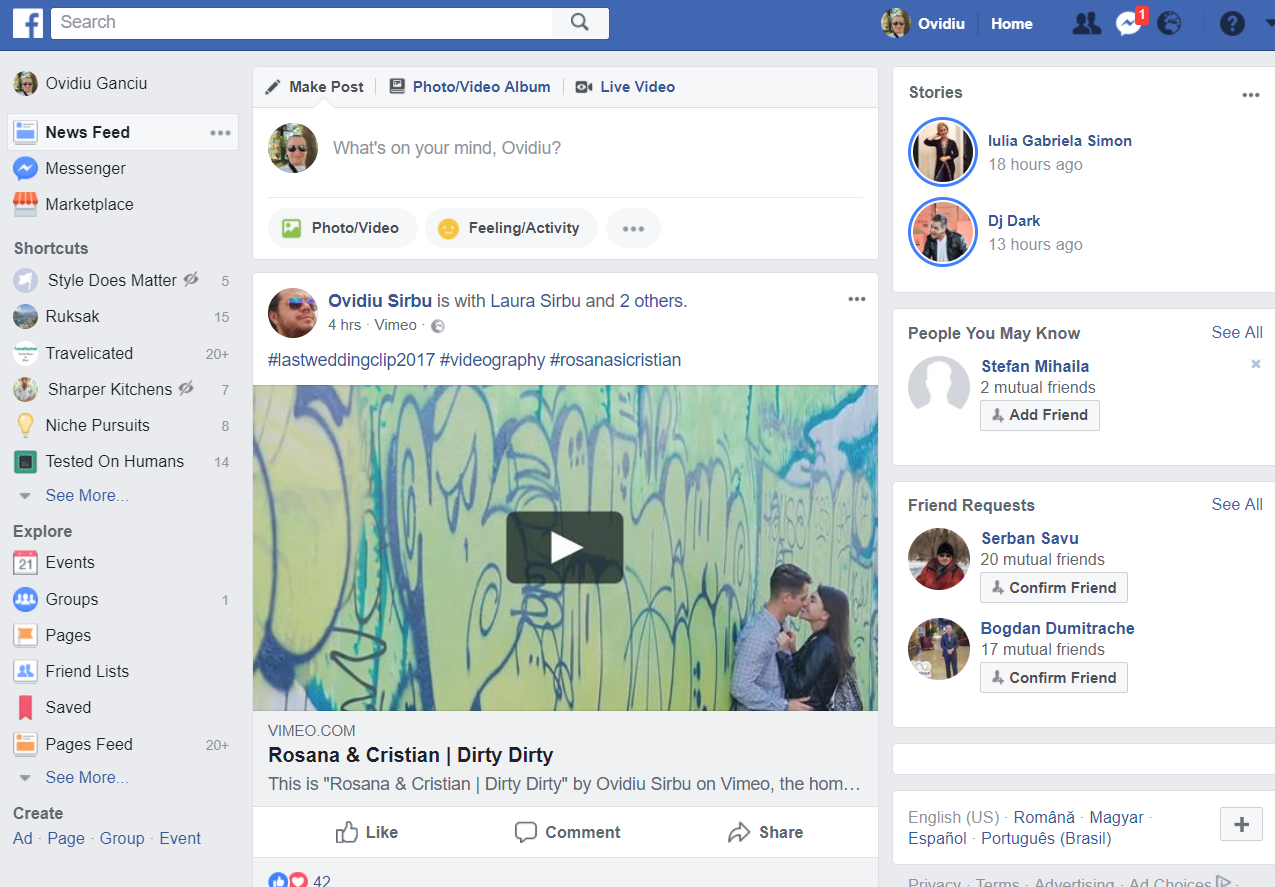 f
Search
Ovidiu
Home
1
?
Ovidiu Ganciu
News Feed
Messenger
Marketplace
Shortcuts
Style Does Matter 5
Ruksak 15
Travelicated 20+
Sharper Kitchens 7
Niche Pursuits 8
Tested On Humans 14
See More...
Explore
21 Events
Groups 1
Pages
Friend Lists
Saved
Pages Feed 20+
See More...
Create
Ad · Page · Group · Event
Make Post
Photo/Video Album
Live Video
What's on your mind, Ovidiu?
Photo/Video
Feeling/Activity
Ovidiu Sirbu is with Laura Sirbu and 2 others.
4 hrs · Vimeo ·
#lastweddingclip2017 #videography #rosanasicristian
VIMEO.COM
Rosana & Cristian | Dirty Dirty
This is "Rosana & Cristian | Dirty Dirty" by Ovidiu Sirbu on Vimeo, the hom…
Like
Comment
Share
42
Stories
Iulia Gabriela Simon
18 hours ago
Dj Dark
13 hours ago
People You May Know
See All
Stefan Mihaila
2 mutual friends
Add Friend
Friend Requests
See All
Serban Savu
20 mutual friends
Confirm Friend
Bogdan Dumitrache
17 mutual friends
Confirm Friend
English (US) · Română · Magyar ·
Español · Português (Brasil)
Privacy · Terms · Advertising · Ad Choices ·